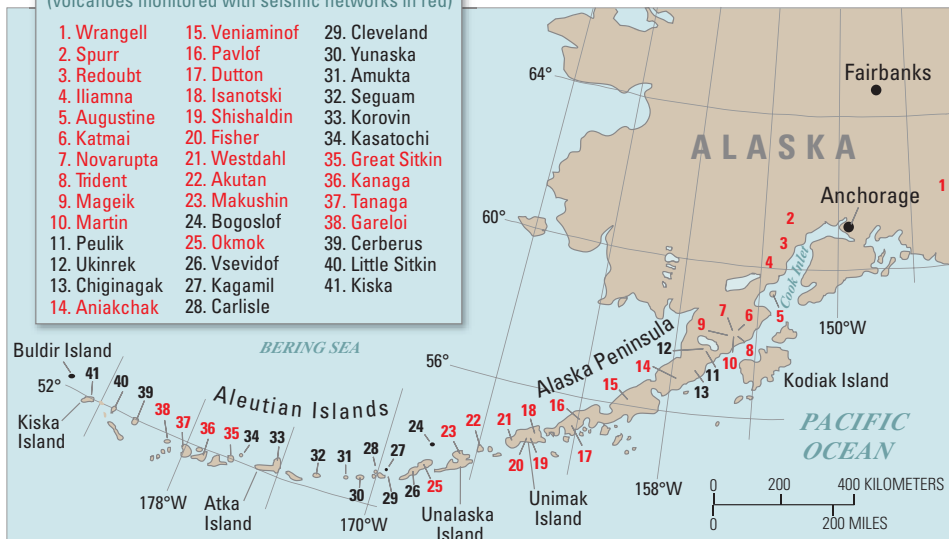 (volcanoes monitored with seismic networks in red)
1. Wrangell
2. Spurr
3. Redoubt
4. Iliamna
5. Augustine
6. Katmai
7. Novarupta
8. Trident
9. Mageik
10. Martin
11. Peulik
12. Ukinrek
13. Chiginagak
14. Aniakchak
15. Veniaminof
16. Pavlof
17. Dutton
18. Isanotski
19. Shishaldin
20. Fisher
21. Westdahl
22. Akutan
23. Makushin
24. Bogoslof
25. Okmok
26. Vsevidof
27. Kagamil
28. Carlisle
29. Cleveland
30. Yunaska
31. Amukta
32. Seguam
33. Korovin
34. Kasatochi
35. Great Sitkin
36. Kanaga
37. Tanaga
38. Gareloi
39. Cerberus
40. Little Sitkin
41. Kiska
64°
Fairbanks
ALASKA
1
Anchorage
60°
2
3
4
Cook Inlet
5
150°W
7
6
9
8
10
12
11
13
14
15
Alaska Peninsula
Kodiak Island
PACIFIC
OCEAN
BERING SEA
56°
Buldir Island
52°
41
40
39
Kiska
Island
Aleutian Islands
38
37
36
35
34
33
32
31
30
28
27
29
26
24
25
23
22
21
18
16
20
19
17
178°W
Atka
Island
170°W
Unalaska
Island
Unimak
Island
158°W
0 200 400 KILOMETERS
0 200 MILES